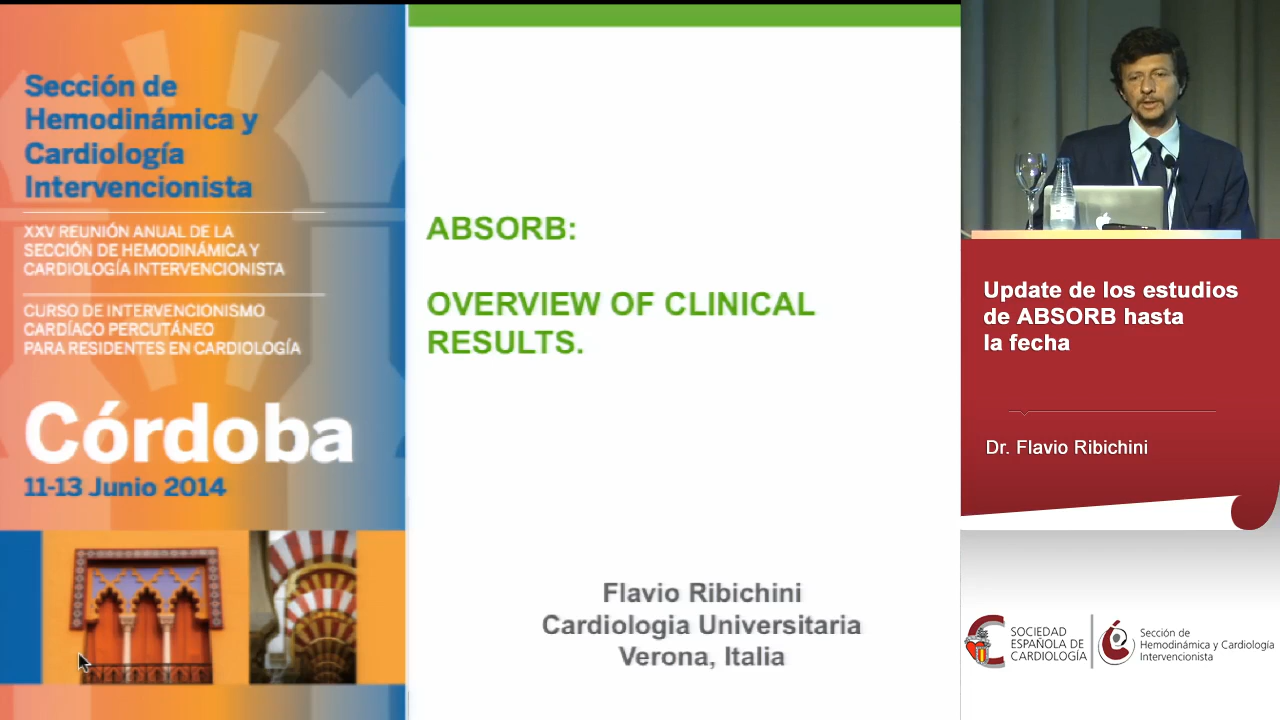 Sección de
Hemodinámica y
Cardiología
Intervencionista
XXV REUNIÓN ANUAL DE LA
SECCIÓN DE HEMODINÁMICA Y
CARDIOLOGÍA INTERVENCIONISTA
CURSO DE INTERVENCIONISMO
CARDÍACO PERCUTÁNEO
PARA RESIDENTES EN CARDIOLOGÍA
Córdoba
11-13 Junio 2014
ABSORB:
OVERVIEW OF CLINICAL
RESULTS.
Flavio Ribichini
Cardiologia Universitaria
Verona, Italia
Update de los estudios
de ABSORB hasta
la fecha
Dr. Flavio Ribichini
SOCIEDAD
ESPAÑOLA DE
CARDIOLOGÍA
Sección de
Hemodinámica y Cardiología
Intervencionista